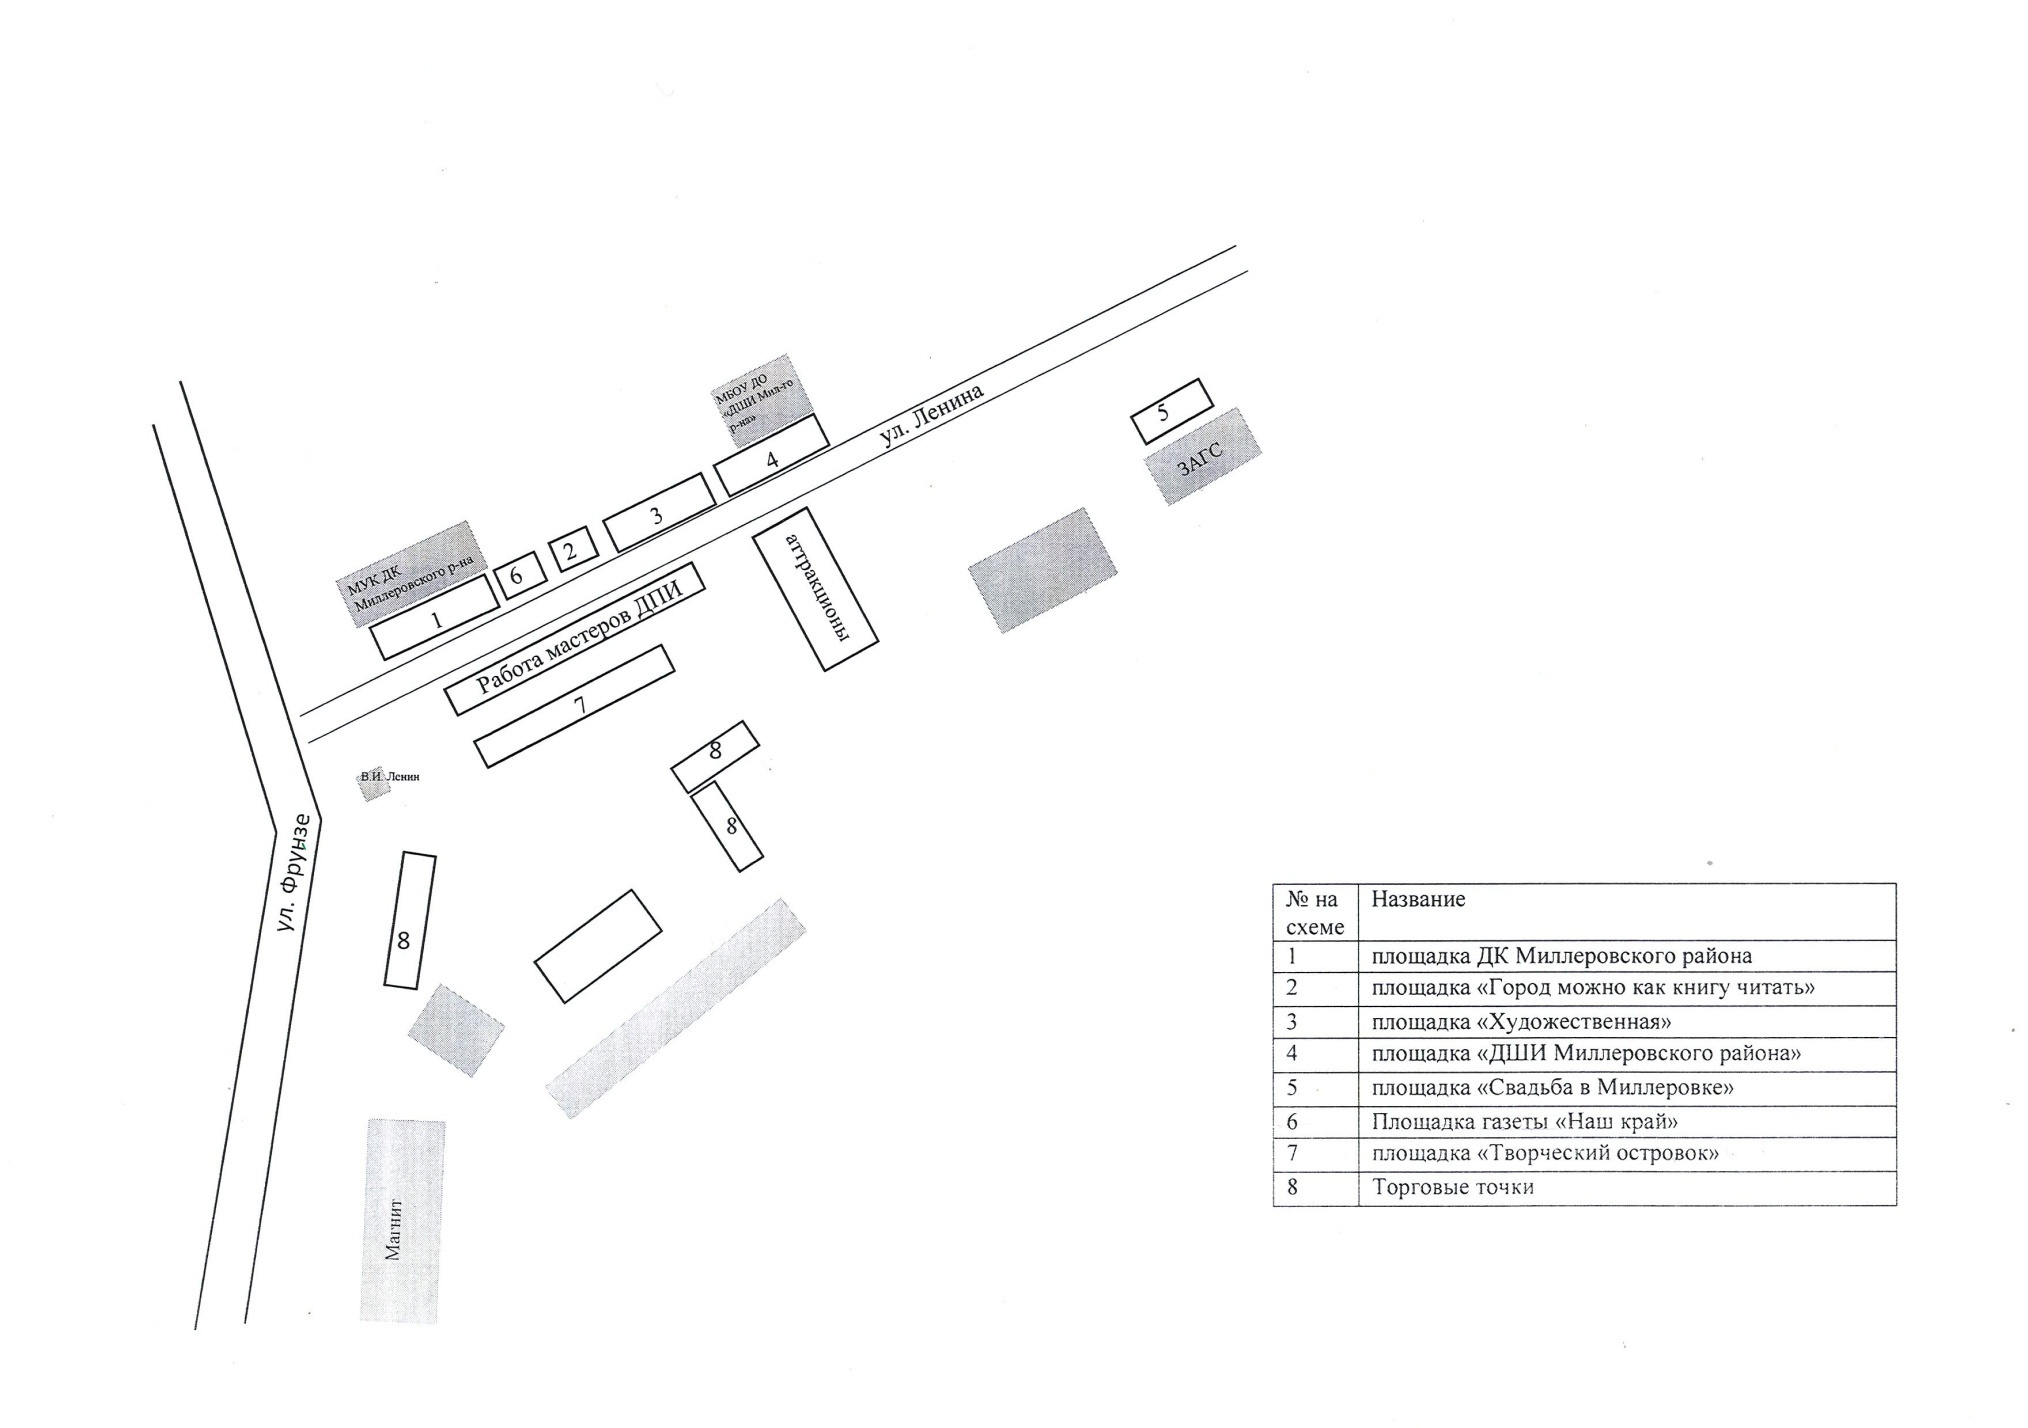 МБОУ ДО
«ДШИ Мил-го
р-на»
ул. Ленина
5
ЗАГС
4
3
2
6
МУК ДК
Миллеровского р-на
1
аттракционы
Работа мастеров ДПИ
7
8
8
В.И. Ленин
ул. Фрунзе
8
Магнит
№ на схеме Название
1 площадка ДК Миллеровского района
2 площадка «Город можно как книгу читать»
3 площадка «Художественная»
4 площадка «ДШИ Миллеровского района»
5 площадка «Свадьба в Миллеровке»
6 Площадка газеты «Наш край»
7 площадка «Творческий островок»
8 Торговые точки